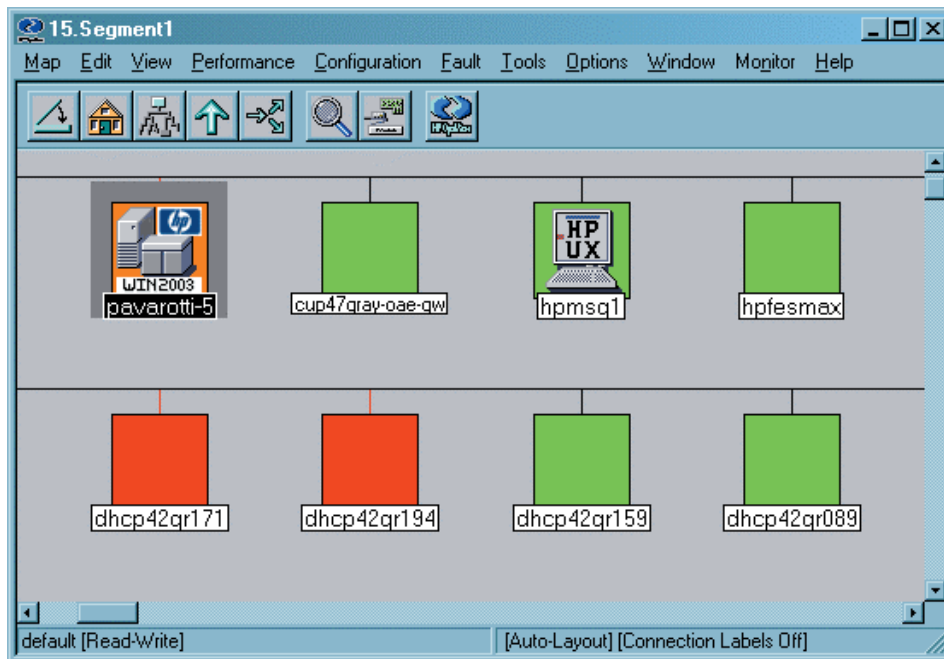 15.Segment1
Map Edit View Performance Configuration Fault Tools Options Window Monitor Help
hp
WIN2003
HP
UX
pavarotti-5 cup47gray-oae-gw hpmsq1 hpfesmax
dhcp42qr171 dhcp42qr194 dhcp42qr159 dhcp42qr089
default [Read-Write] [Auto-Layout] [Connection Labels Off]